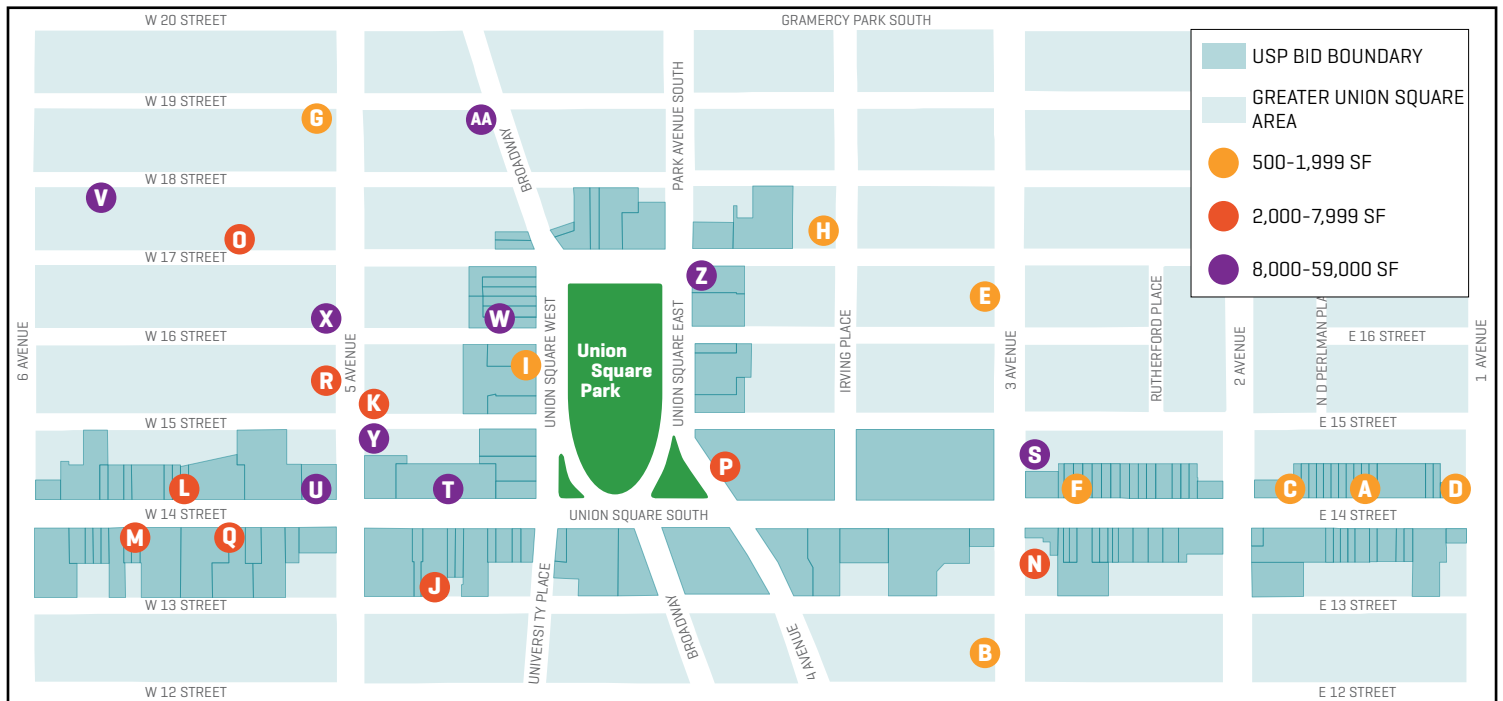 W 20 STREET
GRAMERCY PARK SOUTH
USP BID BOUNDARY
GREATER UNION SQUARE
AREA
500-1,999 SF
2,000-7,999 SF
8,000-59,000 SF
W 19 STREET
G
AA
BROADWAY
PARK AVENUE SOUTH
W 18 STREET
V
O
H
W 17 STREET
Z
E
X
W
UNION SQUARE WEST
UNION SQUARE EAST
W 16 STREET
E 16 STREET
6 AVENUE
5 AVENUE
IRVING PLACE
3 AVENUE
RUTHERFORD PLACE
2 AVENUE
N D PERLMAN
1 AVENUE
Union
Square
Park
I
R
K
W 15 STREET
E 15 STREET
Y
S
P
L
U
T
F
C
A
D
W 14 STREET
UNION SQUARE SOUTH
E 14 STREET
M
Q
J
N
UNIVERSITY PLACE
BROADWAY
4 AVENUE
W 13 STREET
E 13 STREET
B
W 12 STREET
E 12 STREET